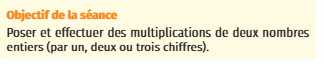 Objectif de la séance
Poser et effectuer des multiplications de deux nombres
entiers (par un, deux ou trois chiffres).